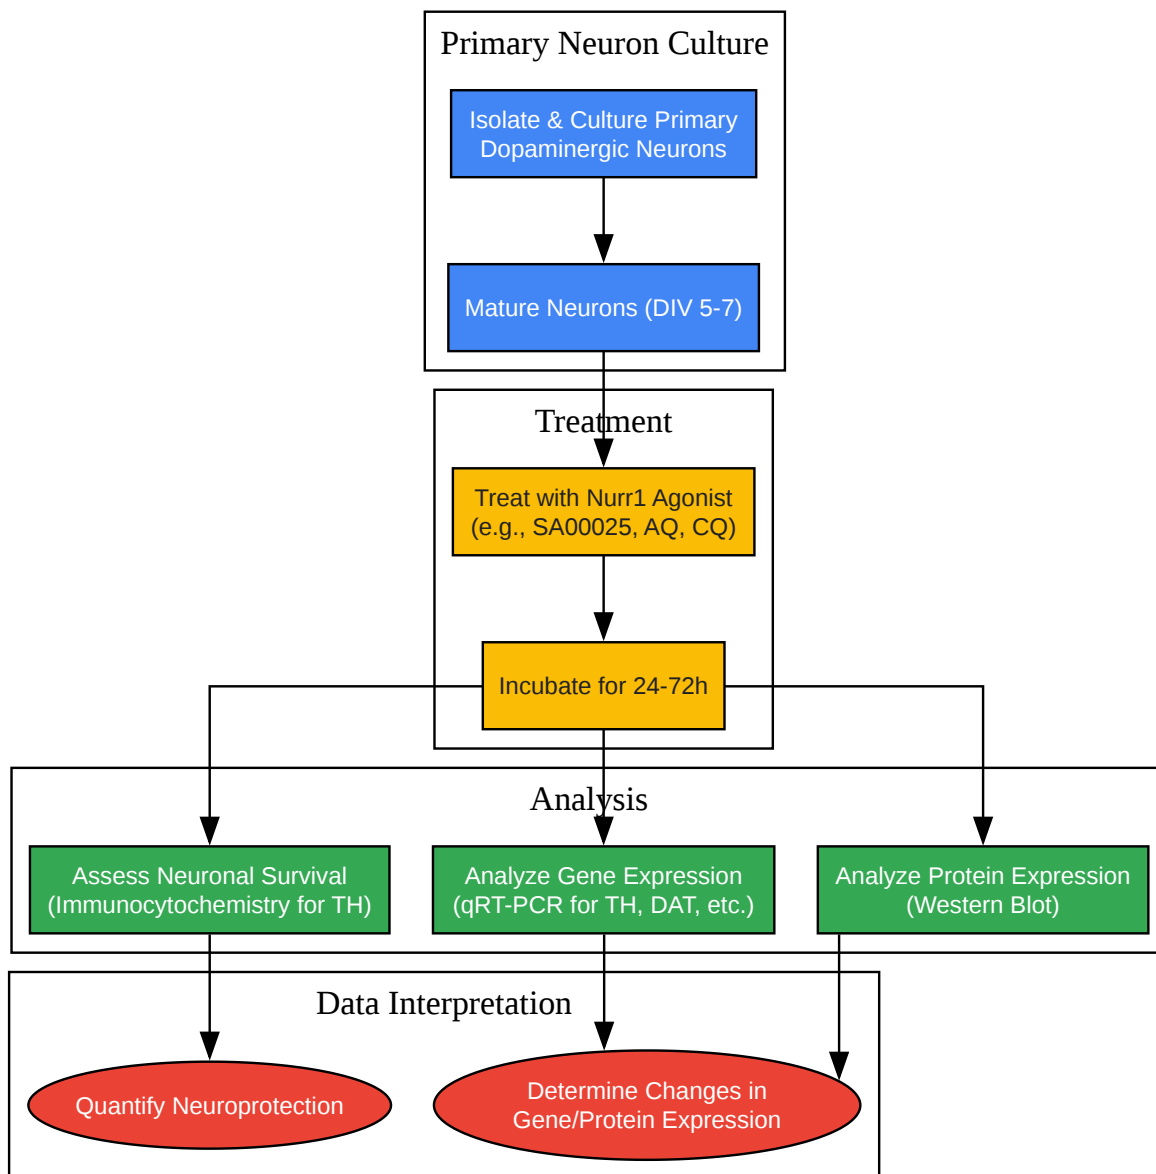 Primary Neuron Culture
Isolate & Culture Primary
Dopaminergic Neurons
Mature Neurons (DIV 5-7)
Treatment
Treat with Nurr1 Agonist
(e.g., SA00025, AQ, CQ)
Incubate for 24-72h
Analysis
Assess Neuronal Survival
(Immunocytochemistry for TH)
Analyze Gene Expression
(qRT-PCR for TH, DAT, etc.)
Analyze Protein Expression
(Western Blot)
Data Interpretation
Quantify Neuroprotection
Determine Changes in
Gene/Protein Expression